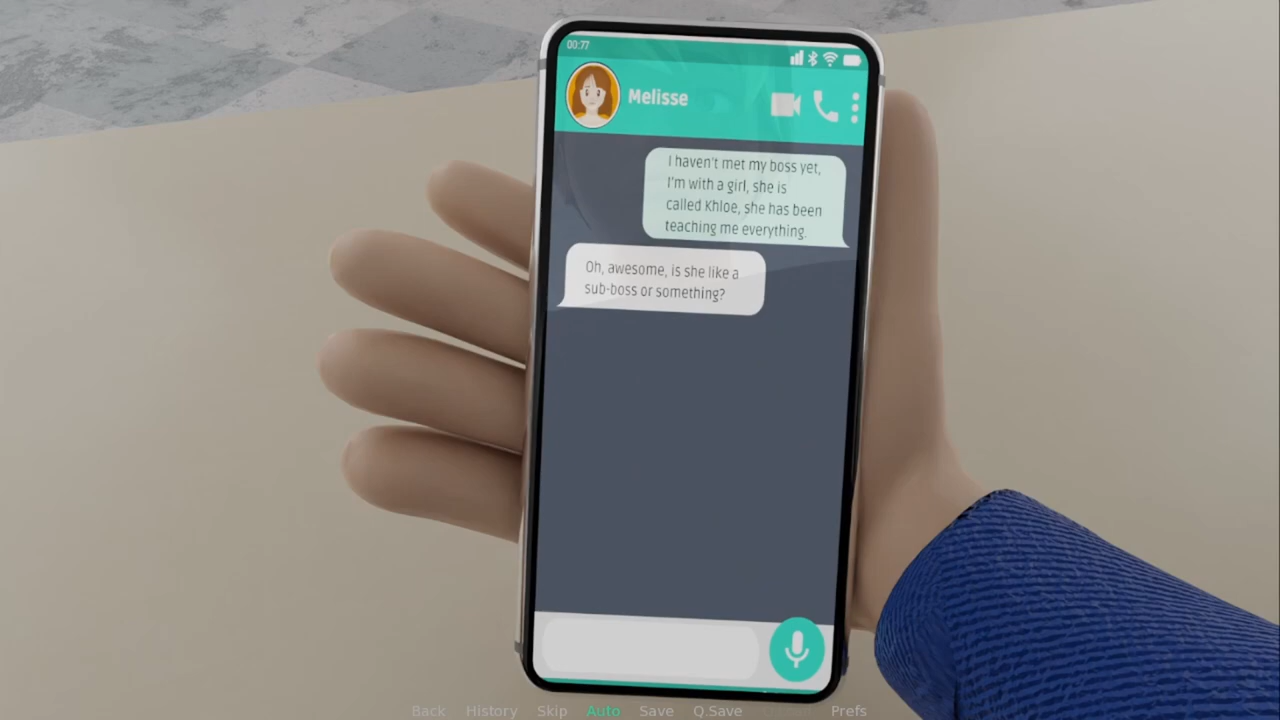 00:77
Melisse
I haven't met my boss yet,
I'm with a girl, she is
called Khloe, she has been
teaching me everything.
Oh, awesome, is she like a
sub-boss or something?
Back History Skip Auto Save Q.Save Prefs